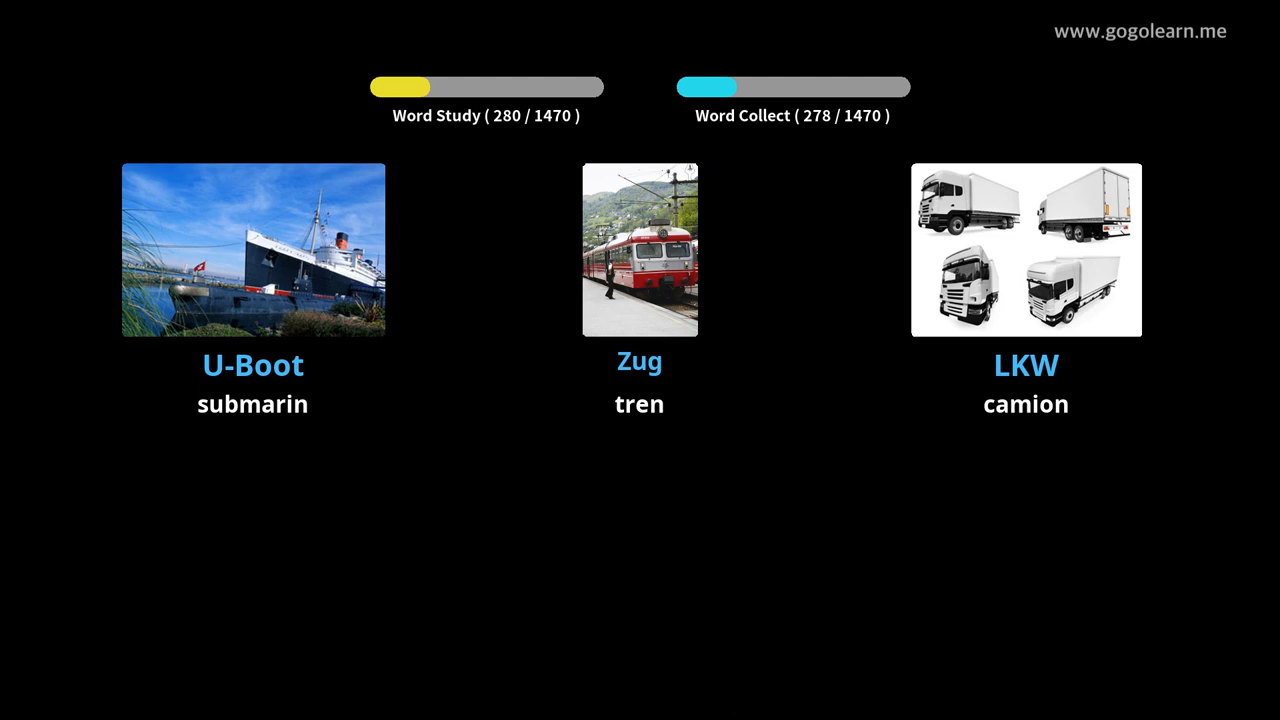 www.gogolearn.me
Word Study ( 280 / 1470 )
Word Collect ( 278 / 1470 )
U-Boot
submarin
Zug
tren
LKW
camion